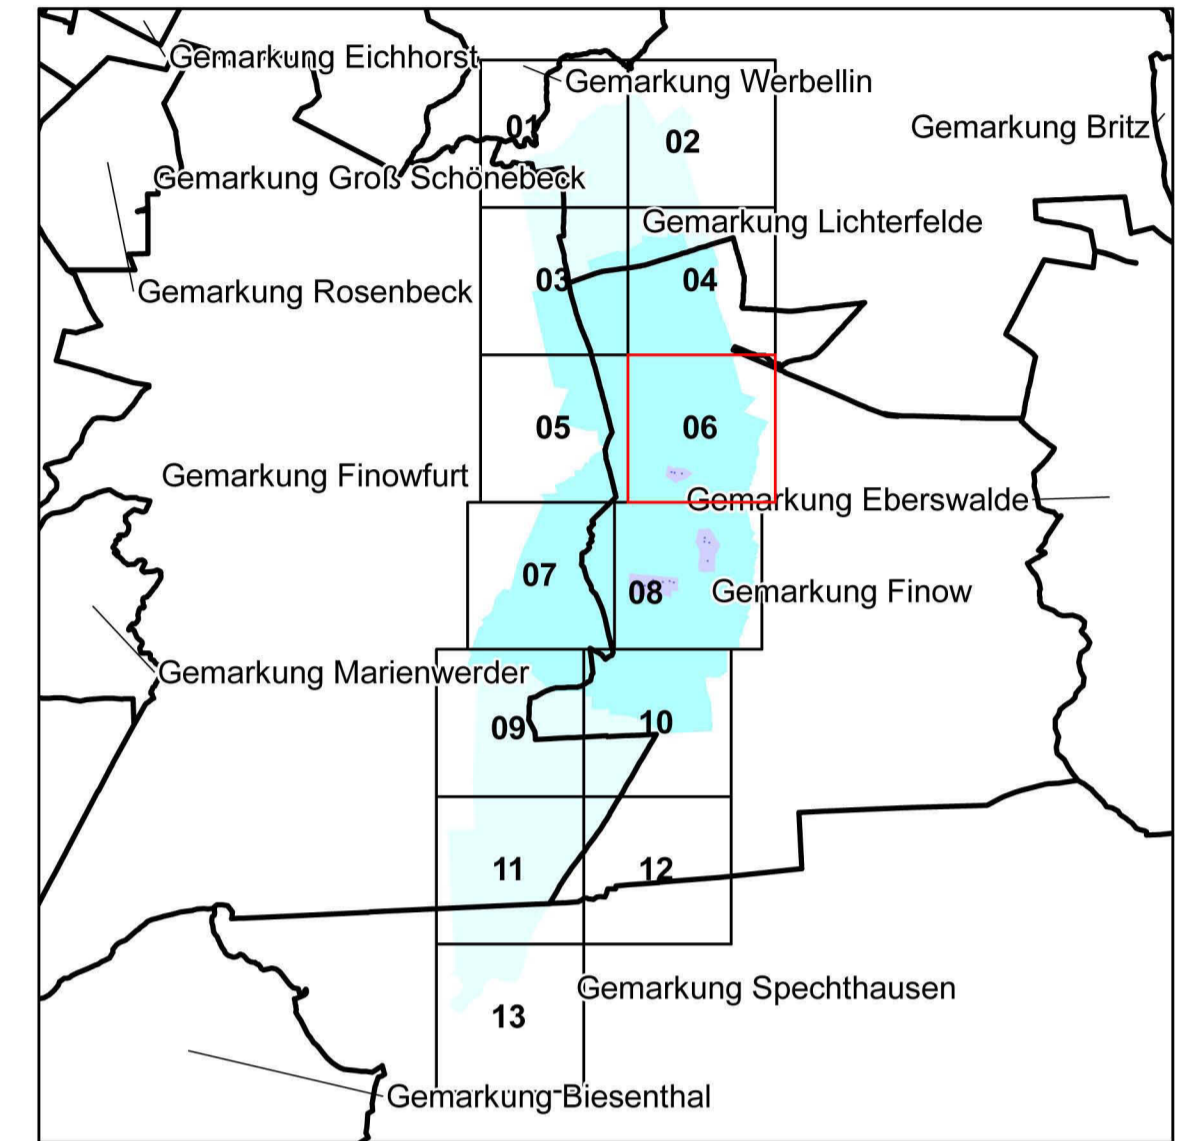 Gemarkung Eichhorst
Gemarkung Werbellin
01
02
Gemarkung Britz
Gemarkung Groß Schönebeck
Gemarkung Lichterfelde
03
04
Gemarkung Rosenbeck
05
06
Gemarkung Finowfurt
Gemarkung Eberswalde
07
08
Gemarkung Finow
Gemarkung Marienwerder
09
10
11
12
Gemarkung Spechthausen
13
Gemarkung Biesenthal